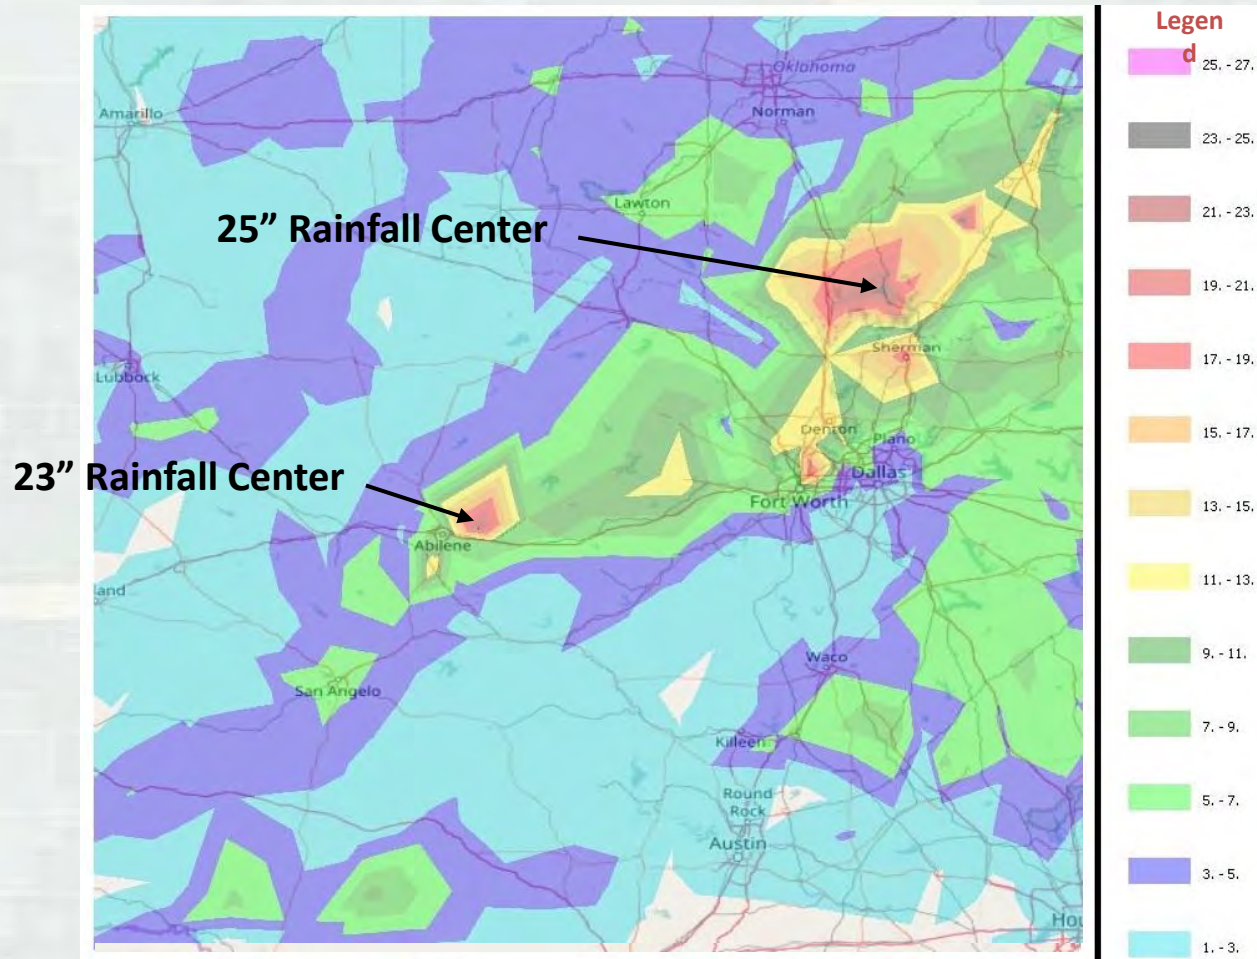 Legen
d
25. - 27.
23. - 25.
21. - 23.
19. - 21.
17. - 19.
15. - 17.
13. - 15.
11. - 13.
9. - 11.
7. - 9.
5. - 7.
3. - 5.
1. - 3.
Oklahoma
Amarillo
Norman
Lawton
25” Rainfall Center
Sherman
Lubbock
Denton
Plano
23” Rainfall Center
Dallas
Fort Worth
Abilene
land
Waco
San Angelo
Killeen
Round
Rock
Austin
Hou